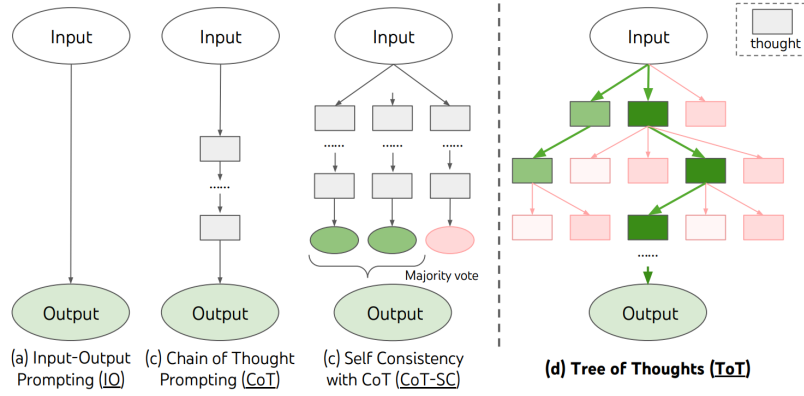 Input
Input
Input
Input
thought
......
......
......
......
Majority vote
......
Output
Output
Output
Output
(a) Input-Output
Prompting (IO)
(c) Chain of Thought
Prompting (CoT)
(c) Self Consistency
with CoT (CoT-SC)
(d) Tree of Thoughts (ToT)